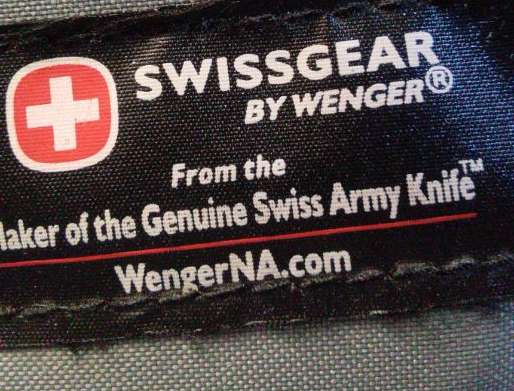 SWISSGEAR
BY WENGER®
From the
of the Genuine Swiss Army Knife™
WengerNA.com